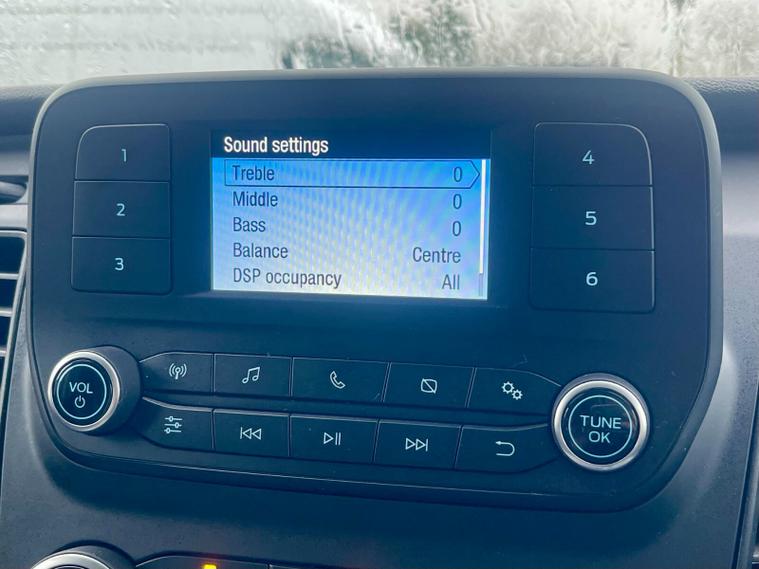 Sound settings
Treble 0
Middle 0
Bass 0
Balance Centre
DSP occupancy All
1
2
3
4
5
6
VOL
TUNE
OK